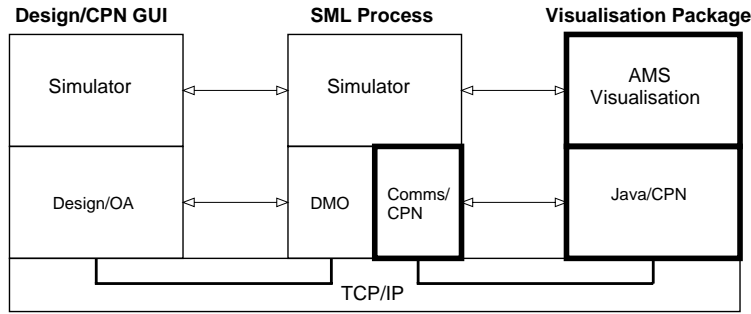 Design/CPN GUI
SML Process
Visualisation Package
Simulator
Simulator
AMS
Visualisation
Design/OA
DMO
Comms/
CPN
Java/CPN
TCP/IP